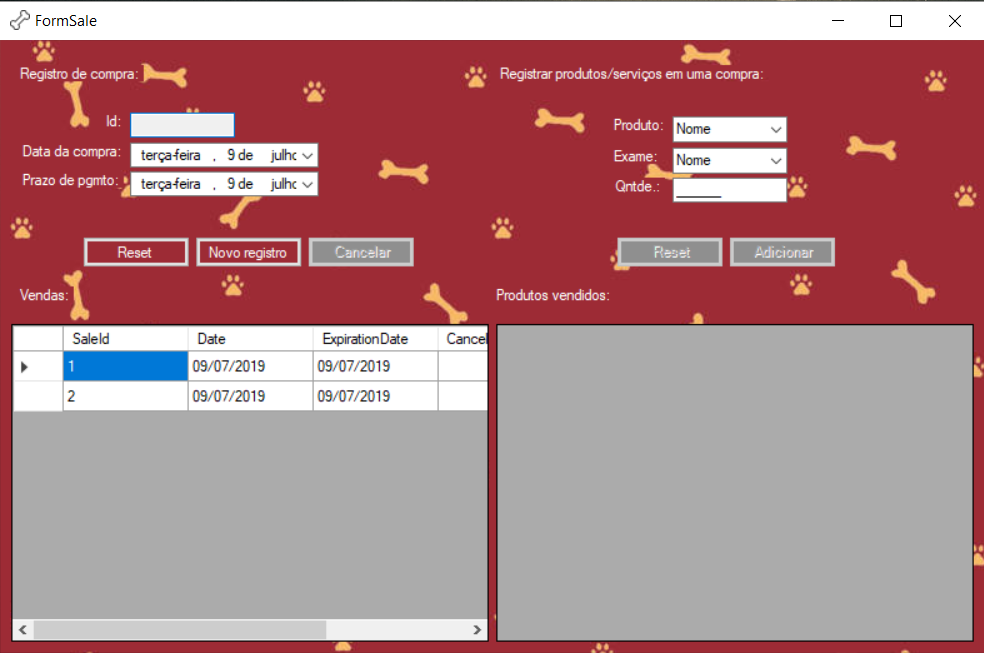 FormSale
Registro de compra:
Id:
Data da compra: terça-feira , 9 de julho
Prazo de pgmto: terça-feira , 9 de julho
Reset Novo registro Cancelar
Vendas:
SaleId Date ExpirationDate Cancel
1 09/07/2019 09/07/2019
2 09/07/2019 09/07/2019
Registrar produtos/serviços em uma compra:
Produto: Nome
Exame: Nome
Qntde.:
Reset Adicionar
Produtos vendidos: